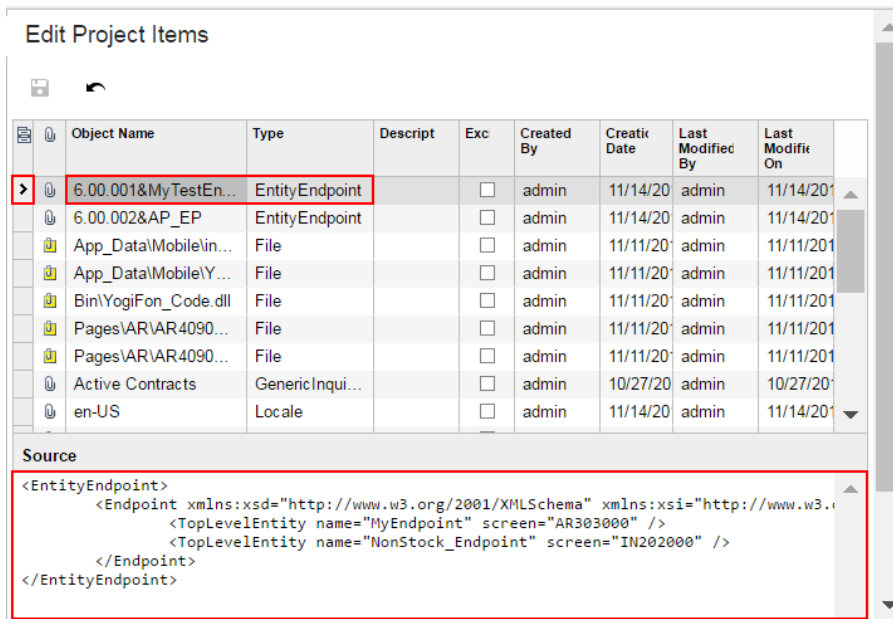 Edit Project Items
Object Name Type Descript Exc Created By Creatic Date Last Modified By Last Modifie On
6.00.001&MyTestEn... EntityEndpoint admin 11/14/20 admin 11/14/201
6.00.002&AP_EP EntityEndpoint admin 11/14/20 admin 11/14/201
App_Data\Mobile\in... File admin 11/11/20 admin 11/11/201
App_Data\Mobile\Y... File admin 11/11/20 admin 11/11/201
Bin\YogiFon_Code.dll File admin 11/11/20 admin 11/11/201
Pages\AR\AR4090... File admin 11/11/20 admin 11/11/201
Pages\AR\AR4090... File admin 11/11/20 admin 11/11/201
Active Contracts GenericInqui... admin 10/27/20 admin 10/27/201
en-US Locale admin 11/14/20 admin 11/14/201
Source
<EntityEndpoint>
<Endpoint xmlns:xsd="http://www.w3.org/2001/XMLSchema" xmlns:xsi="http://www.w3.
<TopLevelEntity name="MyEndpoint" screen="AR303000" />
<TopLevelEntity name="NonStock_Endpoint" screen="IN202000" />
</Endpoint>
</EntityEndpoint>